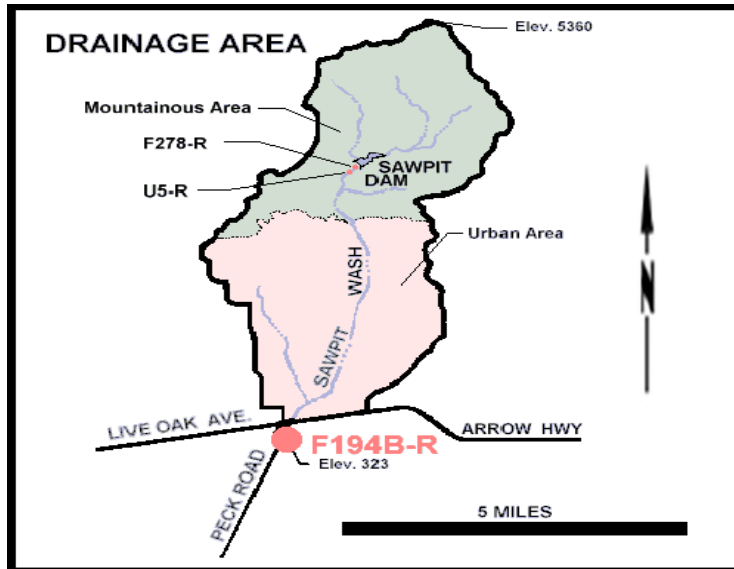 DRAINAGE AREA
Elev. 5360
Mountainous Area
F278-R
SAWPIT
DAM
U5-R
Urban Area
WASH
SAWPIT
N
LIVE OAK AVE.
ARROW HWY
F194B-R
Elev. 323
PECK ROAD
5 MILES